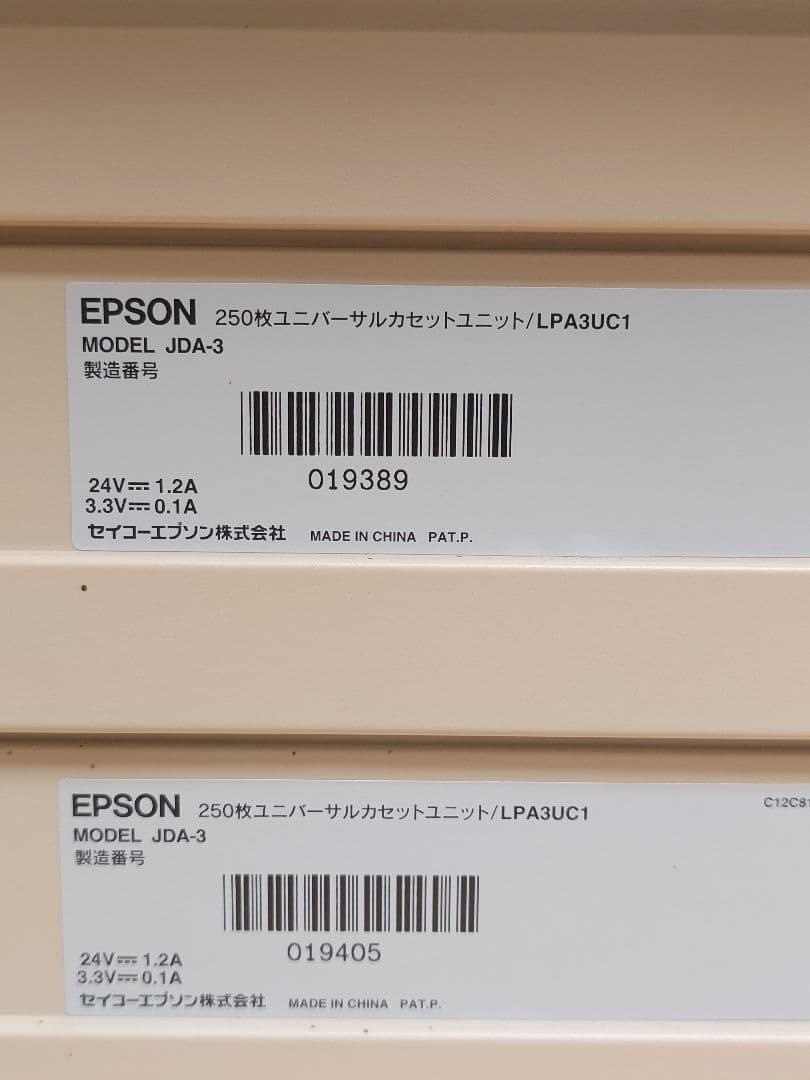 EPSON 250枚ユニバーサルカセットユニット/LPA3UC1
MODEL JDA-3
製造番号
019389
24V⎓1.2A
3.3V⎓0.1A
セイコーエプソン株式会社 MADE IN CHINA PAT.P.
EPSON 250枚ユニバーサルカセットユニット/LPA3UC1
C12C81
MODEL JDA-3
製造番号
019405
24V⎓1.2A
3.3V⎓0.1A
セイコーエプソン株式会社 MADE IN CHINA PAT.P.